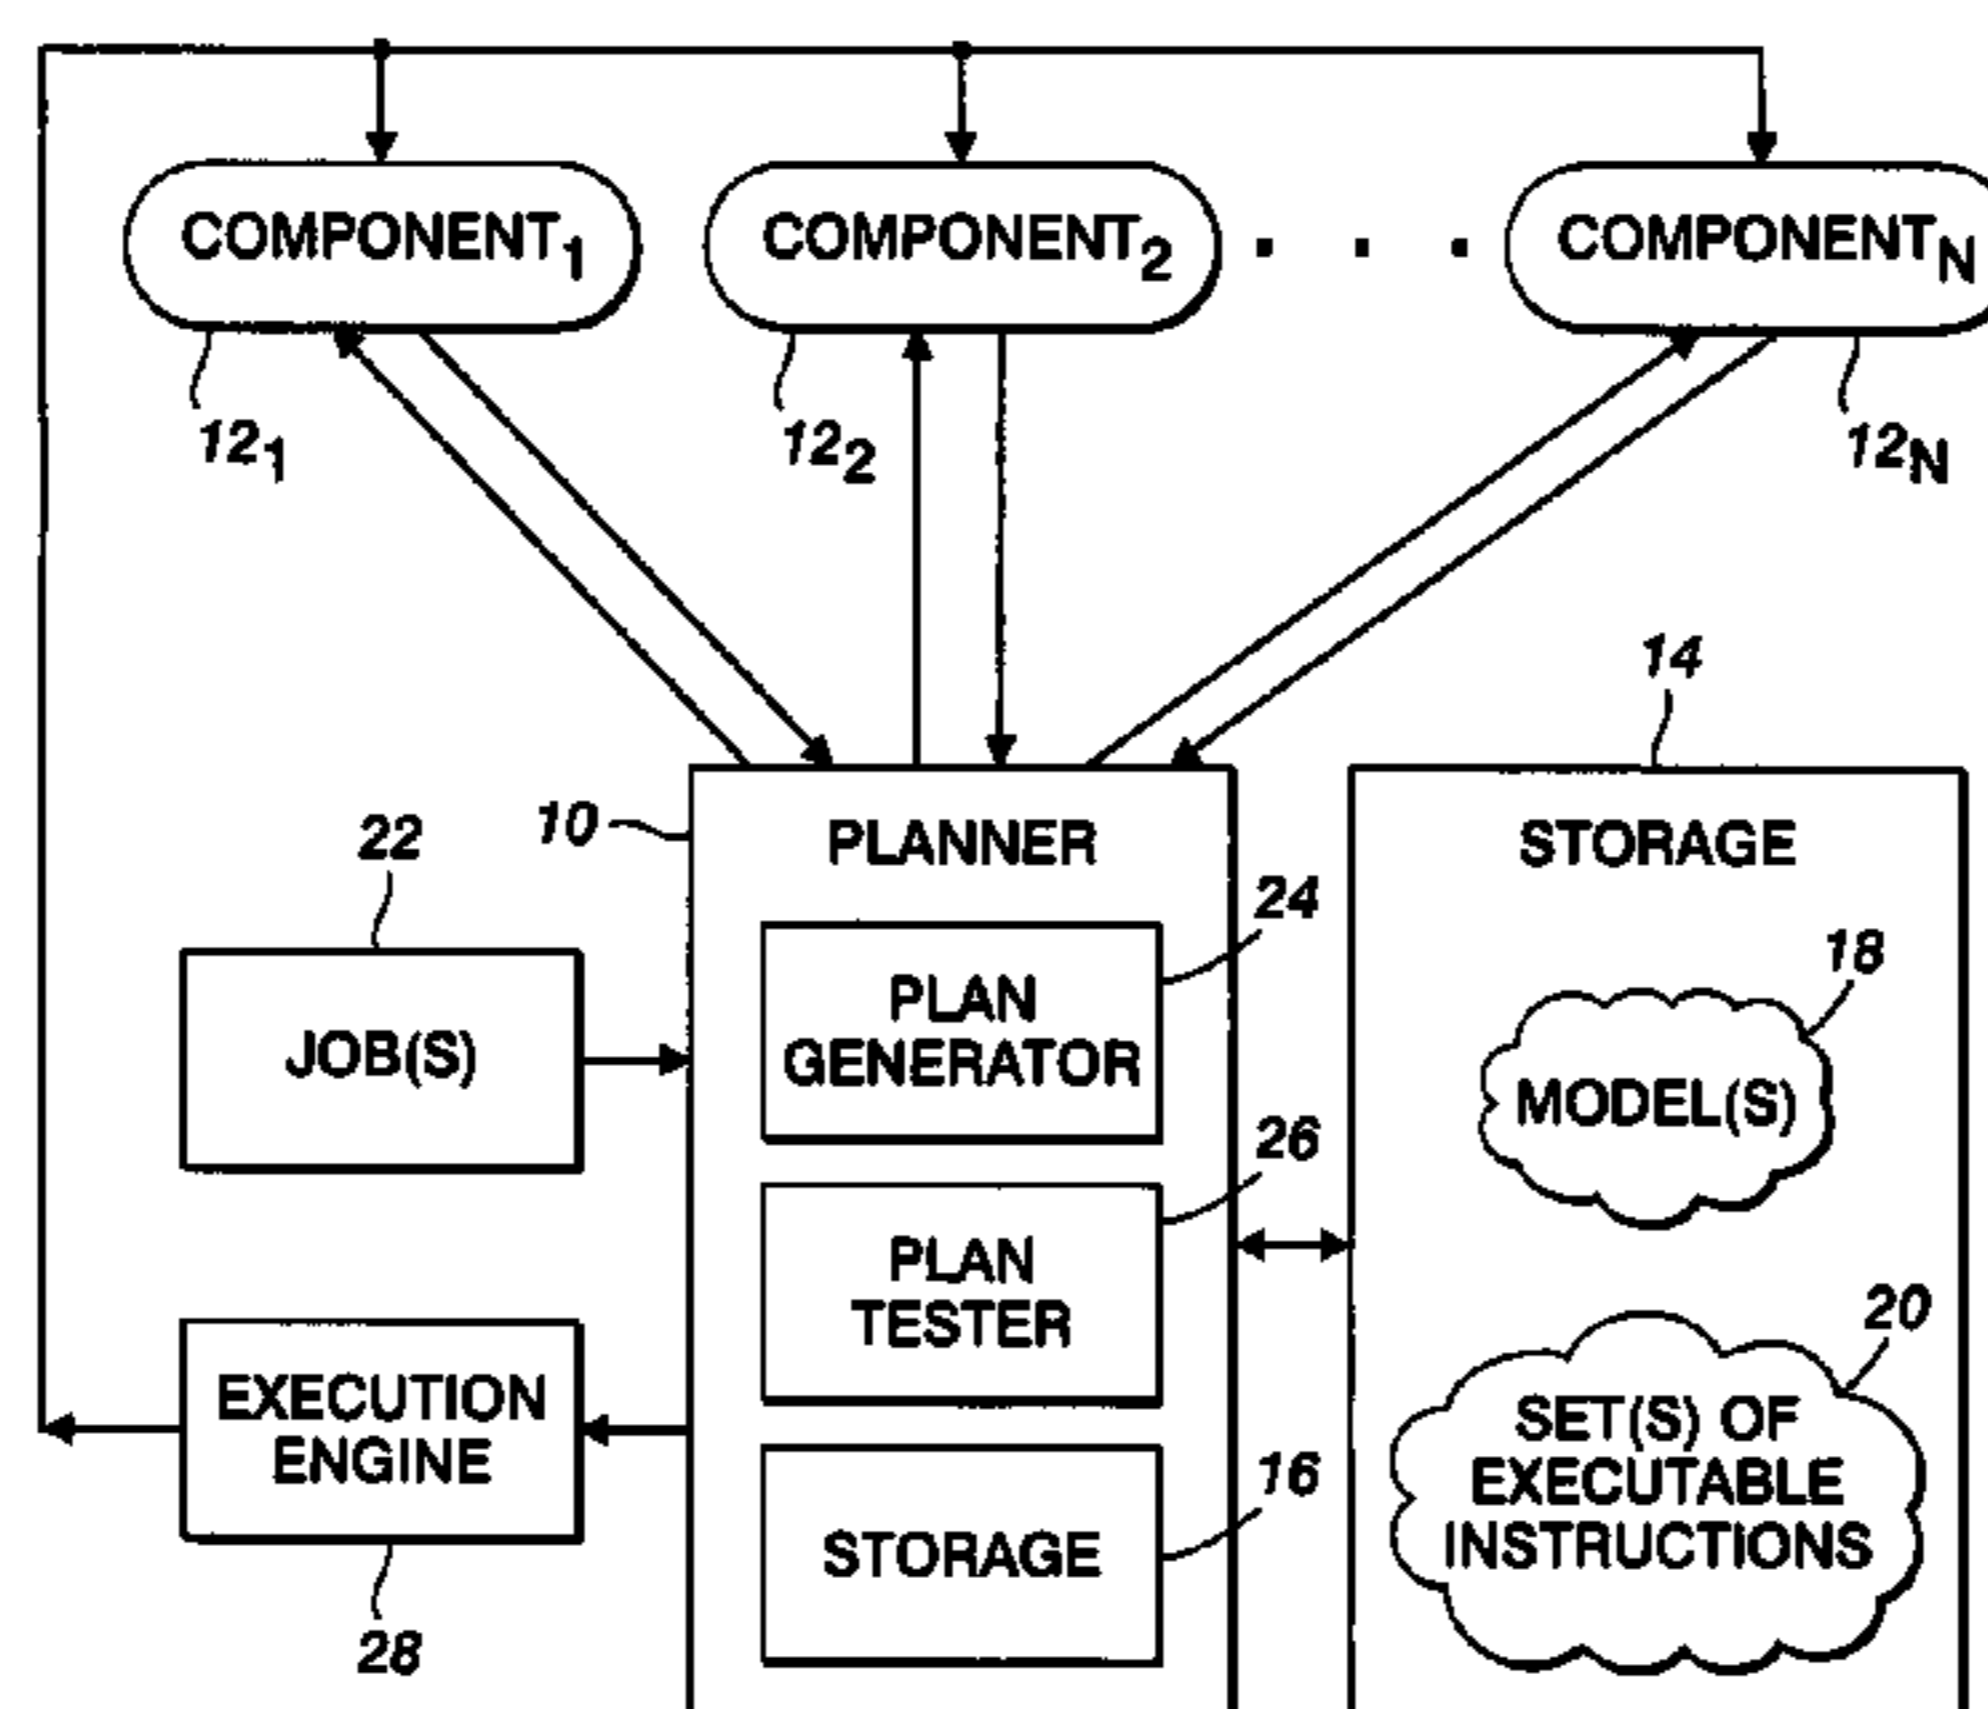 COMPONENT1
COMPONENT2
. . .
COMPONENTN
121
122
12N
14
10
PLANNER
STORAGE
22
24
18
JOB(S)
PLAN
GENERATOR
MODEL(S)
26
PLAN
TESTER
20
EXECUTION
ENGINE
SET(S) OF
EXECUTABLE
INSTRUCTIONS
16
STORAGE
28